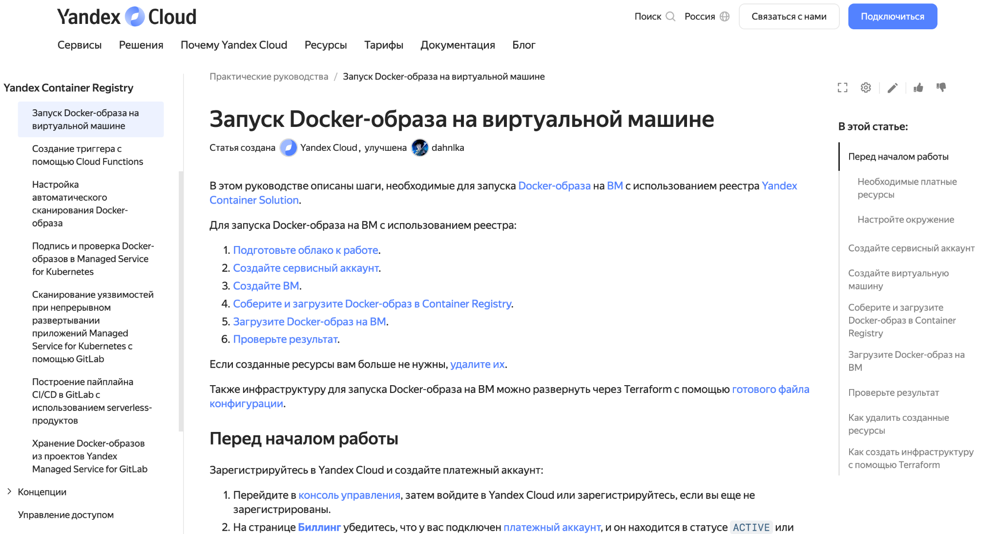 Yandex Cloud
Поиск
Россия
Связаться с нами
Подключиться
Сервисы
Решения
Почему Yandex Cloud
Ресурсы
Тарифы
Документация
Блог
Yandex Container Registry
Запуск Docker-образа на
виртуальной машине
Создание триггера с
помощью Cloud Functions
Настройка
автоматического
сканирования Docker-
образа
Подпись и проверка Docker-
образов в Managed Service
for Kubernetes
Сканирование уязвимостей
при непрерывном
развертывании
приложений Managed
Service for Kubernetes с
помощью GitLab
Построение пайплайна
CI/CD в GitLab с
использованием serverless-
продуктов
Хранение Docker-образов
из проектов Yandex
Managed Service for GitLab
Концепции
Управление доступом
Практические руководства / Запуск Docker-образа на виртуальной машине
Запуск Docker-образа на виртуальной машине
Статья создана Yandex Cloud, улучшена dahnlka
В этом руководстве описаны шаги, необходимые для запуска Docker-образа на ВМ с использованием реестра Yandex
Container Solution.
Для запуска Docker-образа на ВМ с использованием реестра:
1. Подготовьте облако к работе.
2. Создайте сервисный аккаунт.
3. Создайте ВМ.
4. Соберите и загрузите Docker-образ в Container Registry.
5. Загрузите Docker-образ на ВМ.
6. Проверьте результат.
Если созданные ресурсы вам больше не нужны, удалите их.
Также инфраструктуру для запуска Docker-образа на ВМ можно развернуть через Terraform с помощью готового файла
конфигурации.
Перед началом работы
Зарегистрируйтесь в Yandex Cloud и создайте платежный аккаунт:
1. Перейдите в консоль управления, затем войдите в Yandex Cloud или зарегистрируйтесь, если вы еще не
зарегистрированы.
2. На странице Биллинг убедитесь, что у вас подключен платежный аккаунт, и он находится в статусе ACTIVE или
В этой статье:
Перед началом работы
Необходимые платные
ресурсы
Настройте окружение
Создайте сервисный аккаунт
Создайте виртуальную
машину
Соберите и загрузите
Docker-образ в Container
Registry
Загрузите Docker-образ на
ВМ
Проверьте результат
Как удалить созданные
ресурсы
Как создать инфраструктуру
с помощью Terraform